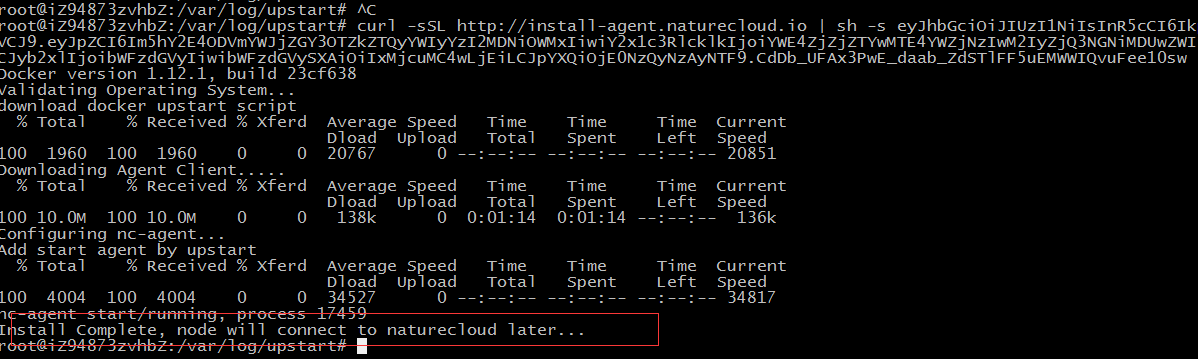 root@iZ94873zvhbZ:/var/log/upstart# ^C
root@iZ94873zvhbZ:/var/log/upstart# curl -sSL http://install-agent.naturecloud.io | sh -s eyJhbGciOiJIUzI1NiIsInR5cCI6Ik
VCJ9.eyJpZCI6Im5hY2E4ODVmYWJjZGY3OTZkZTQyYWIyYzI2MDNiOWMxIiwiY2x1c3RlcklkIjoiYWE4ZjZjZTYwMTE4YWZjNzIwM2IyZjQ3NGNiMDUwZWI
CJyb2xlIjoibWFzdGVyIiwibWFzdGVySXAiOiIxMjcuMC4wLjEiLCJpYXQiOjE0NzQyNzAyNTF9.CdDb_UFAx3PwE_daab_ZdSTlFF5uEMWWIQvuFee10sw
Docker version 1.12.1, build 23cf638
Validating Operating System...
download docker upstart script
% Total % Received % Xferd Average Speed Time Time Time Current
Dload Upload Total Spent Left Speed
100 1960 100 1960 0 0 20767 0 --:--:-- --:--:-- --:--:-- 20851
Downloading Agent Client.....
% Total % Received % Xferd Average Speed Time Time Time Current
Dload Upload Total Spent Left Speed
100 10.0M 100 10.0M 0 0 138k 0 0:01:14 0:01:14 --:--:-- 136k
Configuring nc-agent...
Add start agent by upstart
% Total % Received % Xferd Average Speed Time Time Time Current
Dload Upload Total Spent Left Speed
100 4004 100 4004 0 0 34527 0 --:--:-- --:--:-- --:--:-- 34817
nc-agent start/running, process 17459
Install Complete, node will connect to naturecloud later...
root@iZ94873zvhbZ:/var/log/upstart#